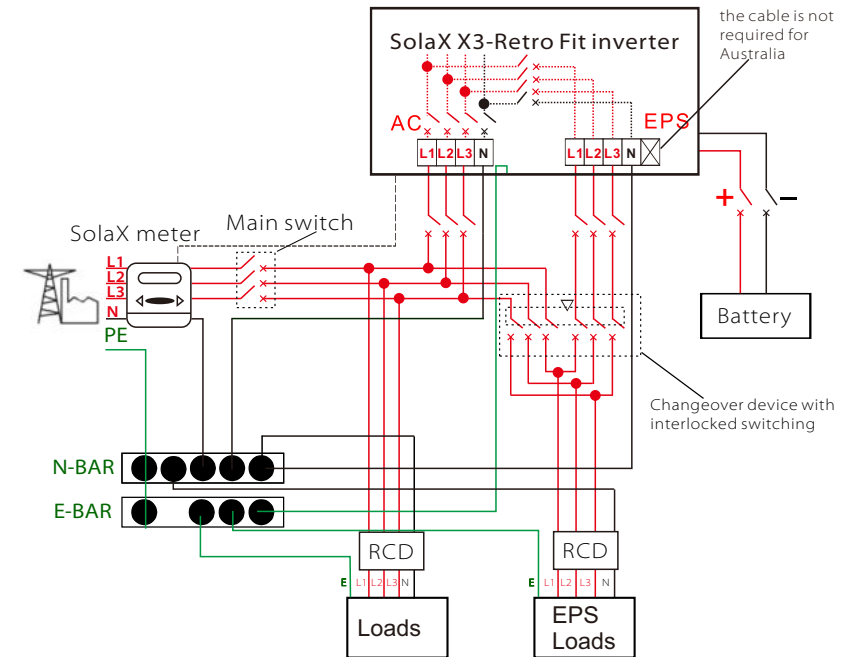 the cable is not
required for
Australia
SolaX X3-Retro Fit inverter
AC
EPS
L1 L2 L3 N
L1 L2 L3 N
+ −
Main switch
SolaX meter
L1
L2
L3
N
PE
Battery
Changeover device with
interlocked switching
N-BAR
E-BAR
RCD
RCD
E L1 L2 L3 N
E L1 L2 L3 N
Loads
EPS
Loads